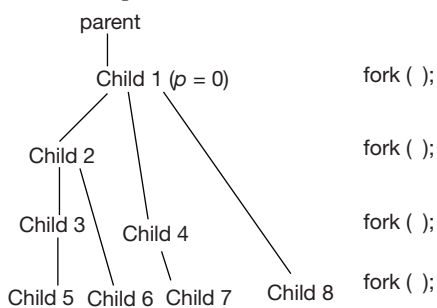 parent
Child 1 (p = 0) fork ( );
Child 2 fork ( );
Child 3 Child 4 fork ( );
Child 5 Child 6 Child 7 Child 8 fork ( );